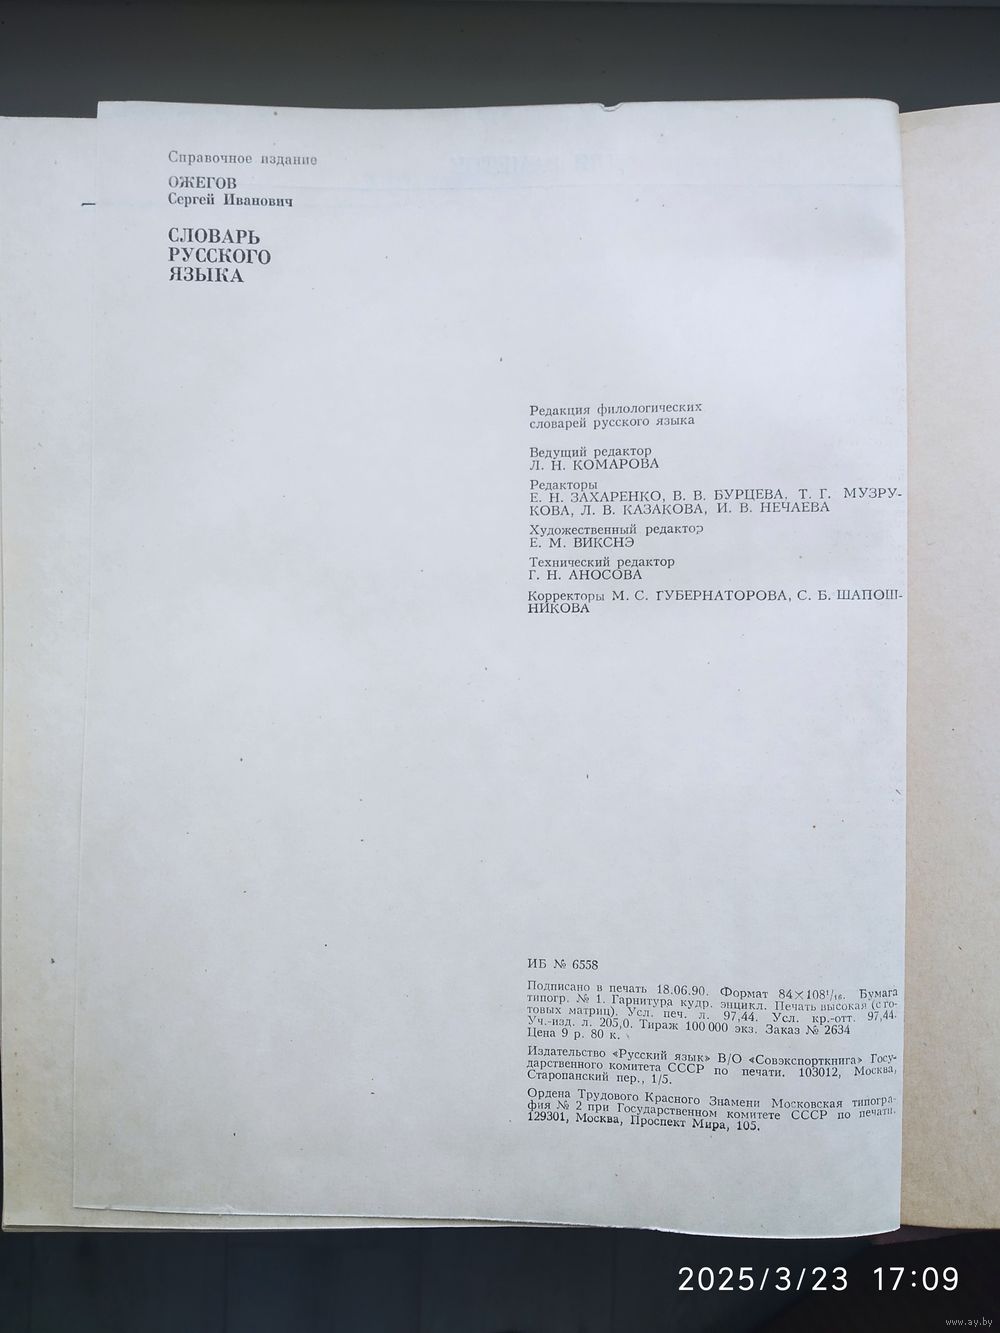 Справочное издание
ОЖЕГОВ
Сергей Иванович
СЛОВАРЬ
РУССКОГО
ЯЗЫКА
Редакция филологических
словарей русского языка
Ведущий редактор
Л. Н. КОМАРОВА
Редакторы
Е. Н. ЗАХАРЕНКО, В. В. БУРЦЕВА, Т. Г. МУЗРУ-
КОВА, Л. В. КАЗАКОВА, И. В. НЕЧАЕВА
Художественный редактор
Е. М. ВИКСНЭ
Технический редактор
Г. Н. АНОСОВА
Корректоры М. С. ГУБЕРНАТОРОВА, С. Б. ШАПОШ-
НИКОВА
ИБ № 6558
Подписано в печать 18.06.90. Формат 84×108¹/₁₆. Бумага
типогр. № 1. Гарнитура кудр. энцикл. Печать высокая (с го-
товых матриц). Усл. печ. л. 97,44. Усл. кр.-отт. 97,44.
Уч.-изд. л. 205,0. Тираж 100 000 экз. Заказ № 2634
Цена 9 р. 80 к.
Издательство «Русский язык» В/О «Совэкспорткнига» Госу-
дарственного комитета СССР по печати. 103012, Москва,
Старопанский пер., 1/5.
Ордена Трудового Красного Знамени Московская типогра-
фия № 2 при Государственном комитете СССР по печати.
129301, Москва, Проспект Мира, 105.
2025/3/23 17:09
www.ay.by